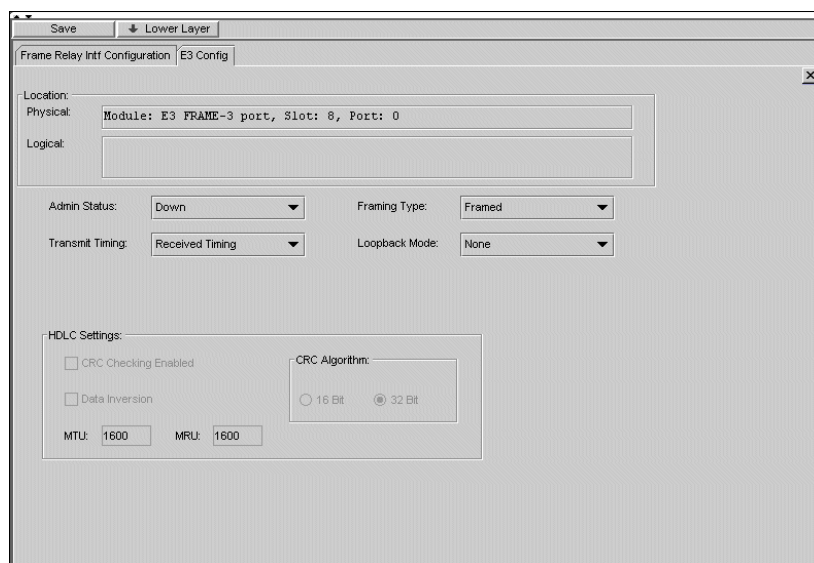 Save
Lower Layer
Frame Relay Intf Configuration
E3 Config
Location:
Physical:
Module: E3 FRAME-3 port, Slot: 8, Port: 0
Logical:
Admin Status:
Down
Framing Type:
Framed
Transmit Timing:
Received Timing
Loopback Mode:
None
HDLC Settings:
CRC Checking Enabled
CRC Algorithm:
Data Inversion
16 Bit
32 Bit
MTU:
1600
MRU:
1600